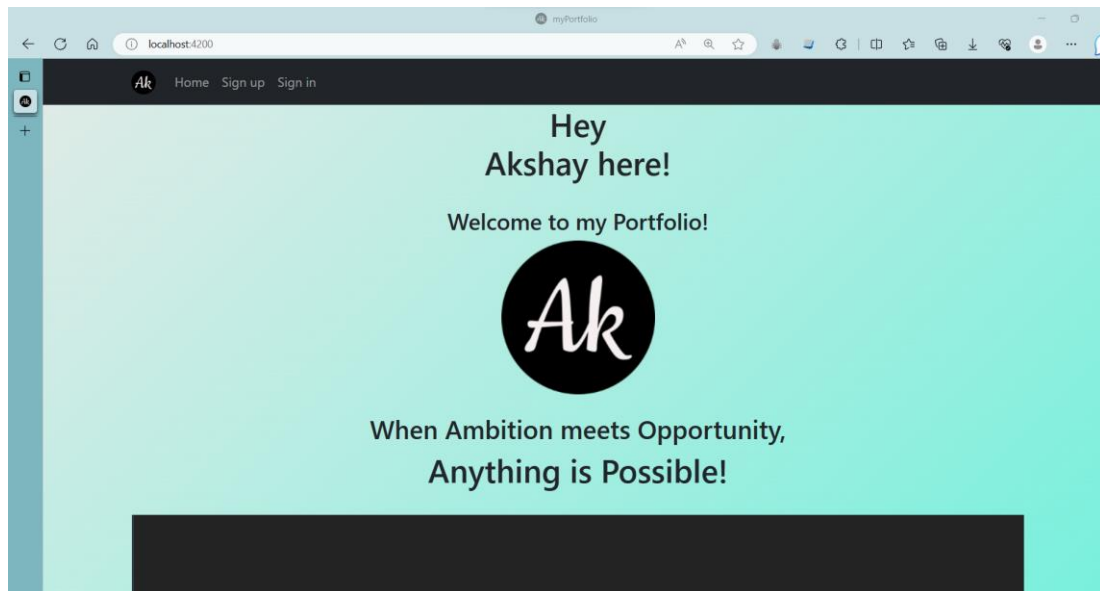 myPortfolio
localhost:4200
Ak Home Sign up Sign in
Hey
Akshay here!
Welcome to my Portfolio!
Ak
When Ambition meets Opportunity,
Anything is Possible!